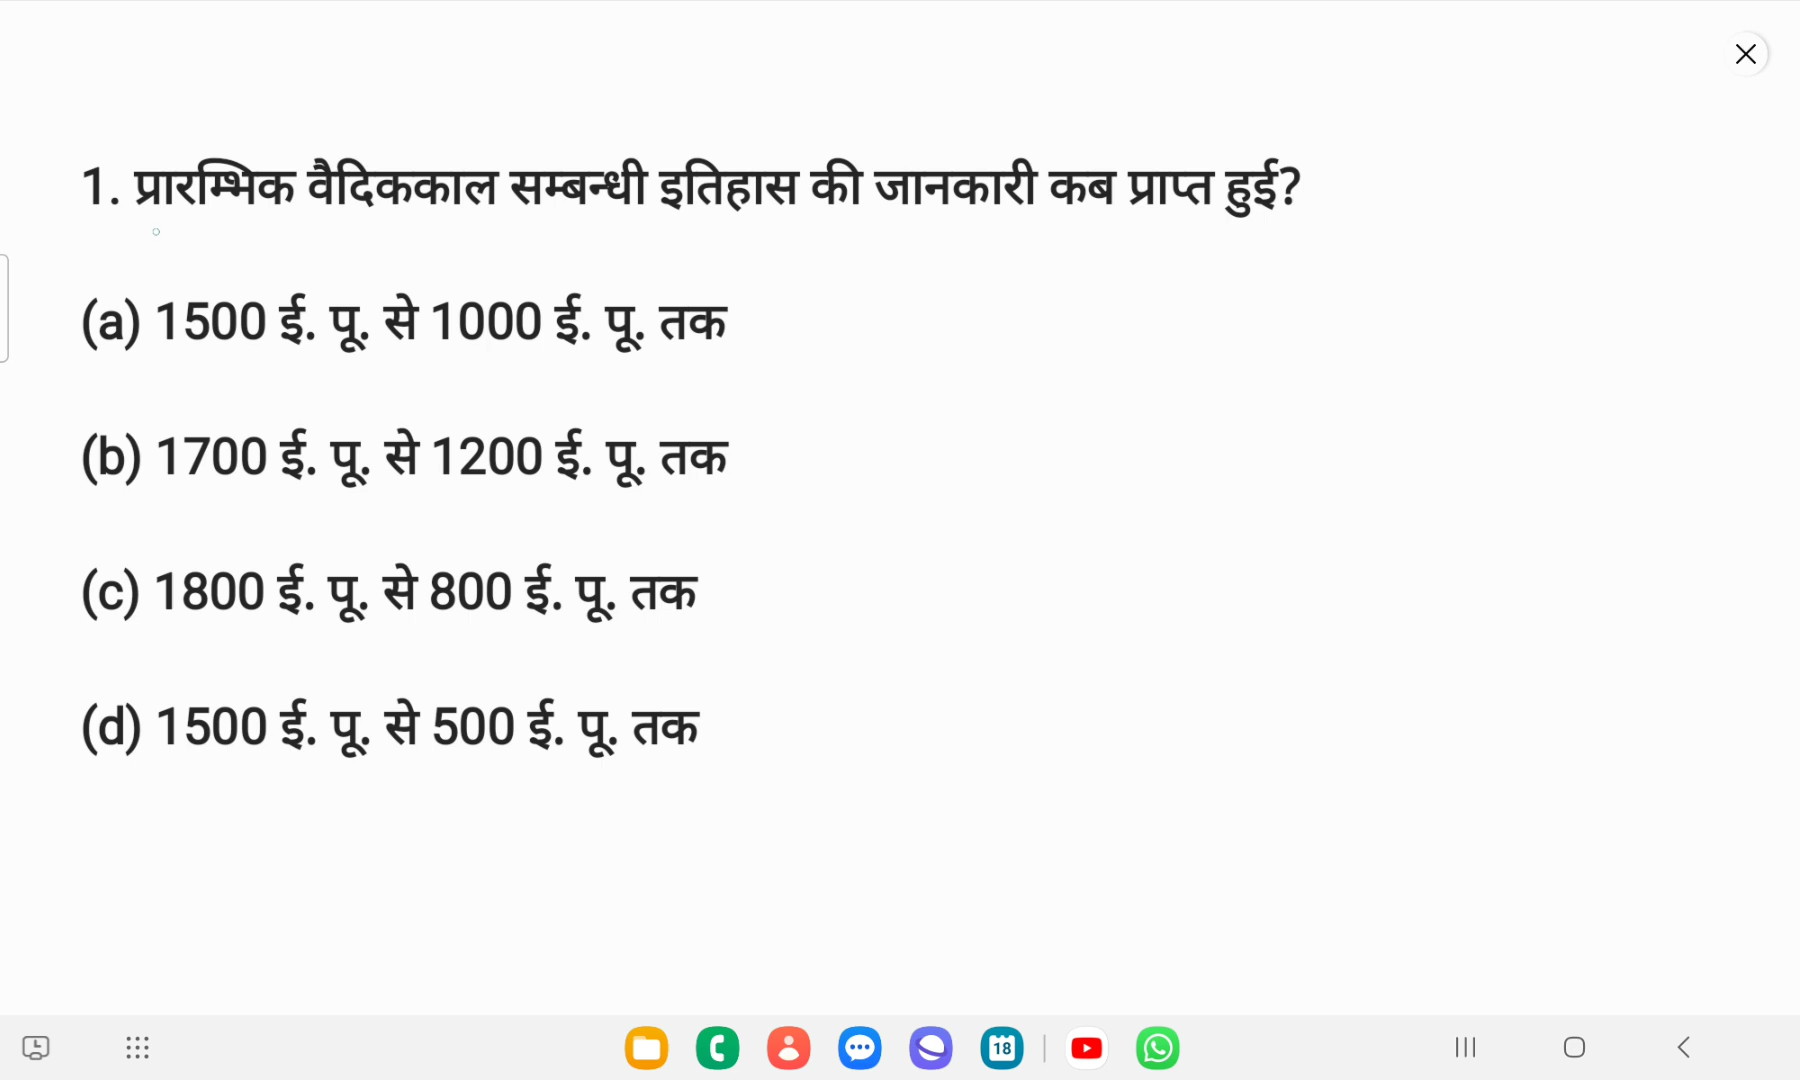 1. प्रारम्भिक वैदिककाल सम्बन्धी इतिहास की जानकारी कब प्राप्त हुई?
(a) 1500 ई. पू. से 1000 ई. पू. तक
(b) 1700 ई. पू. से 1200 ई. पू. तक
(c) 1800 ई. पू. से 800 ई. पू. तक
(d) 1500 ई. पू. से 500 ई. पू. तक
18